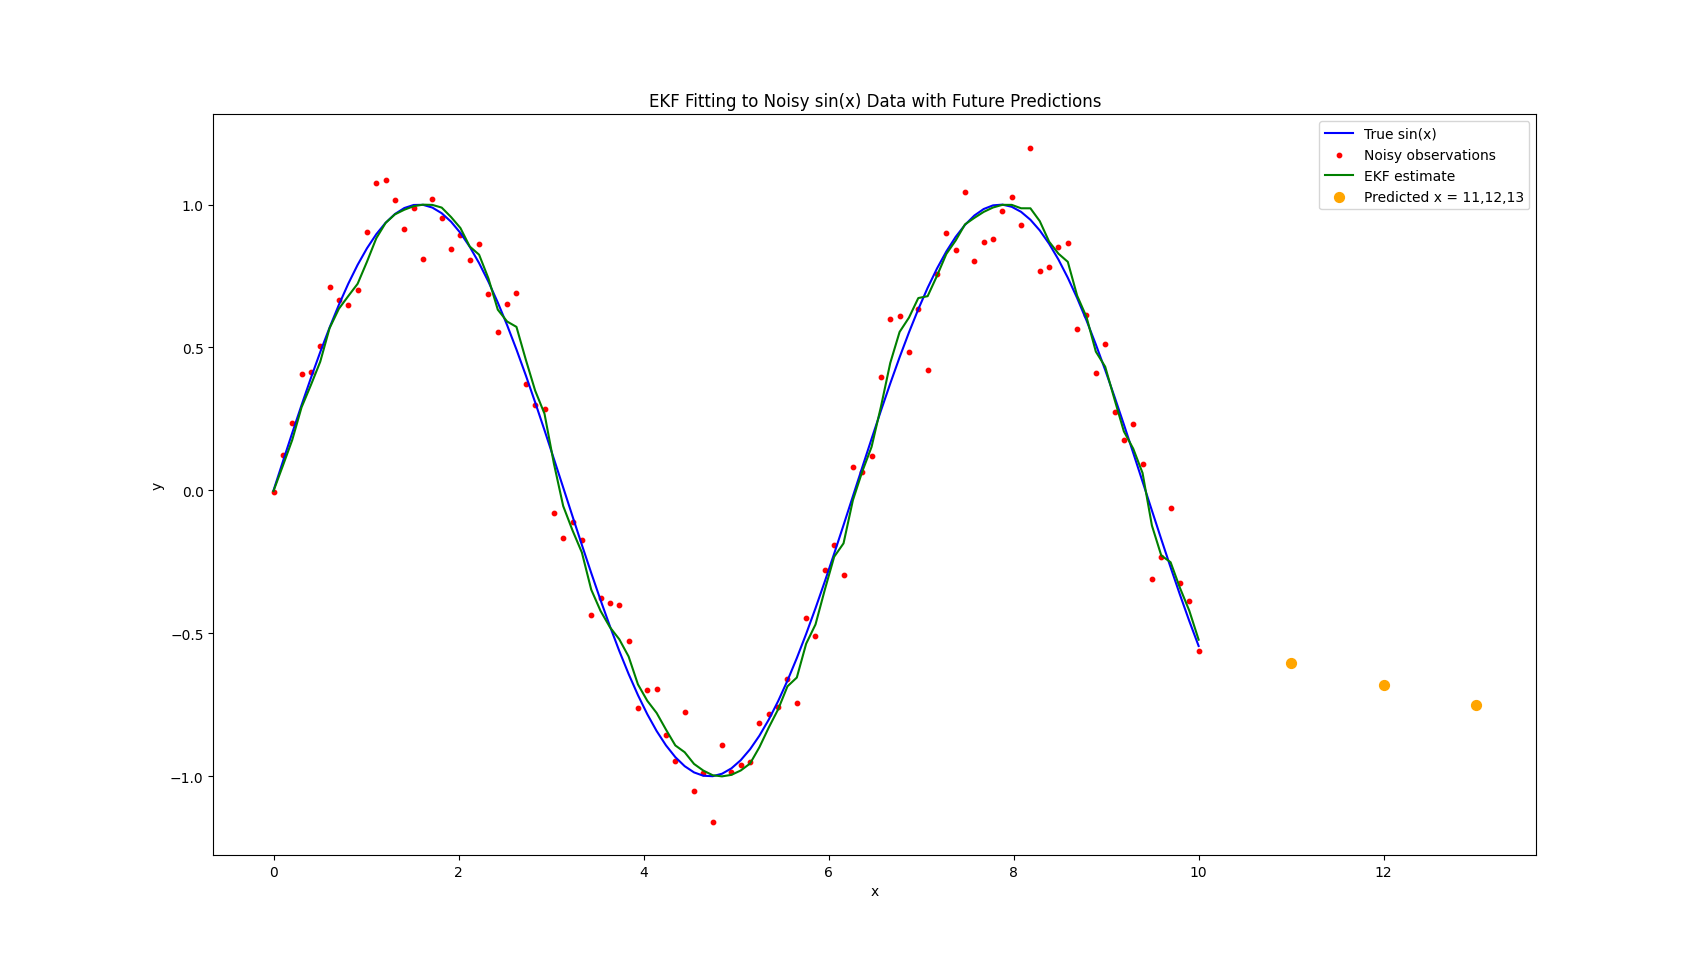 EKF Fitting to Noisy sin(x) Data with Future Predictions
True sin(x)
Noisy observations
EKF estimate
Predicted x = 11,12,13
1.0
0.5
0.0
−0.5
−1.0
y
0 2 4 6 8 10 12
x